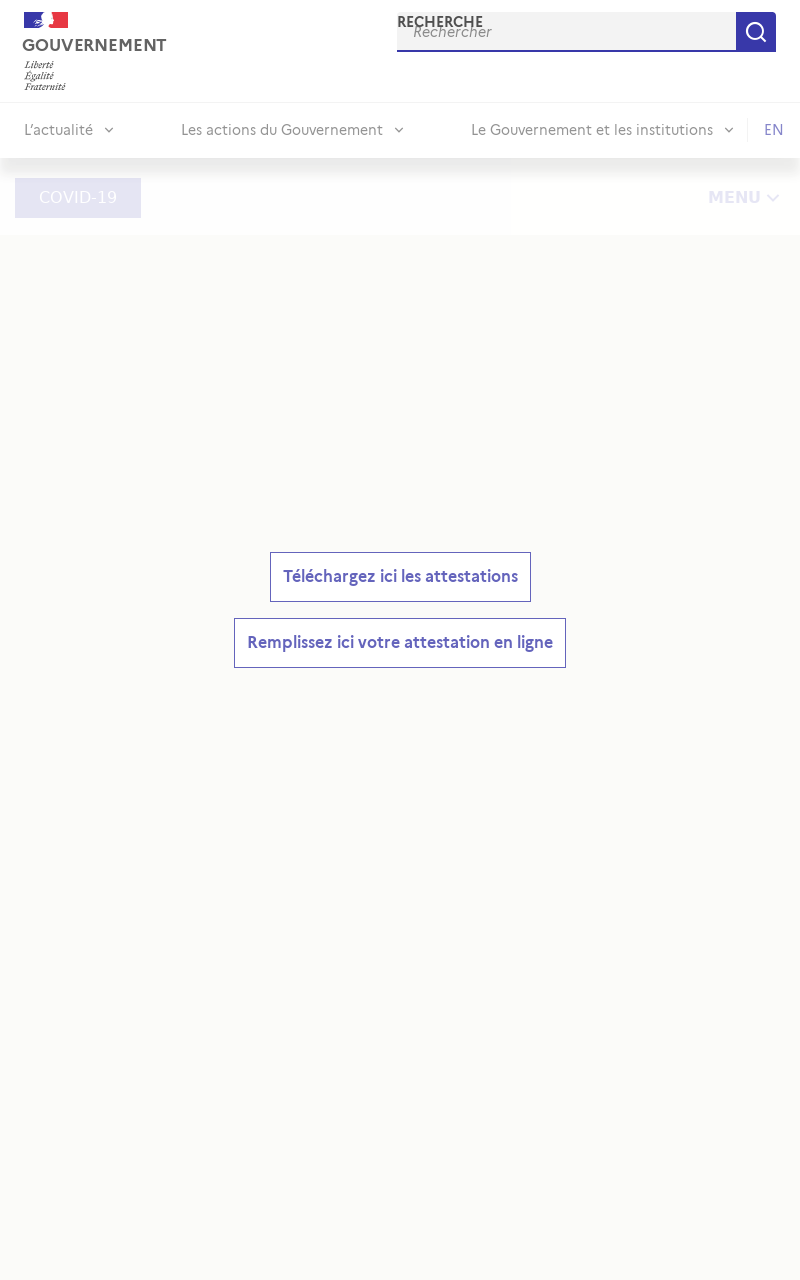 RECHERCHE
Rechercher
GOUVERNEMENT
Liberté
Égalité
Fraternité
L’actualité
Les actions du Gouvernement
Le Gouvernement et les institutions
EN
COVID-19
MENU
Téléchargez ici les attestations
Remplissez ici votre attestation en ligne